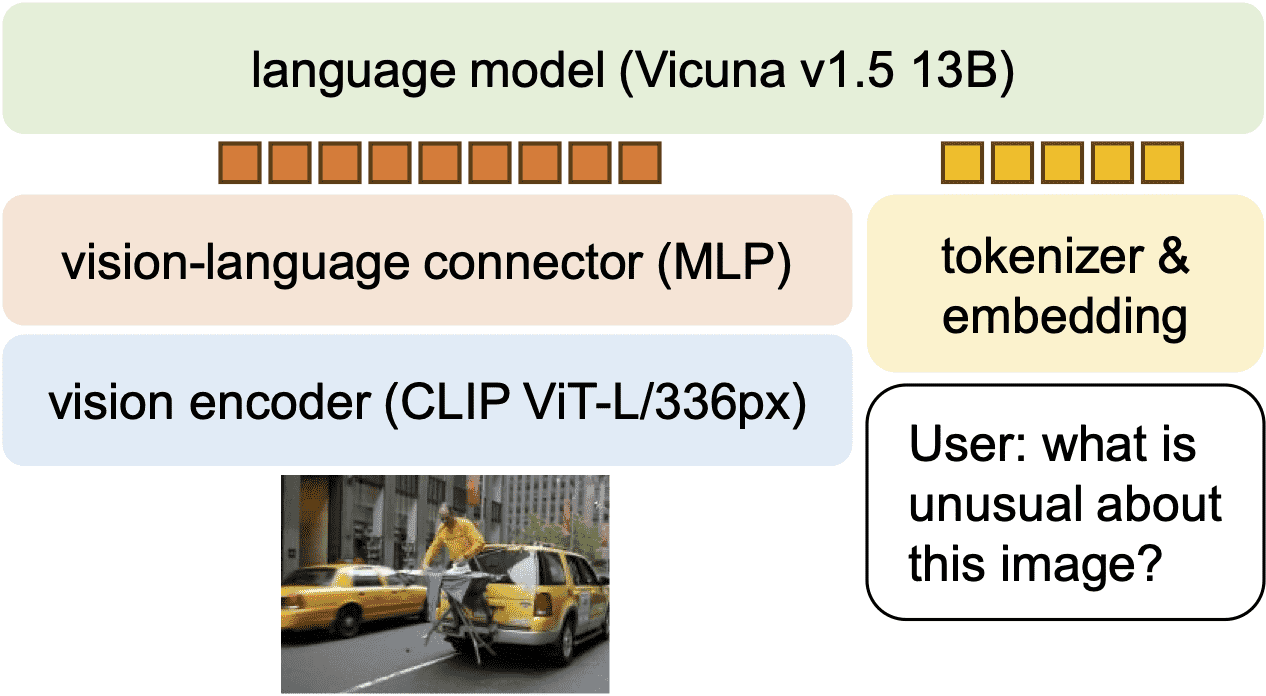 language model (Vicuna v1.5 13B)
vision-language connector (MLP)
tokenizer &
embedding
vision encoder (CLIP ViT-L/336px)
User: what is
unusual about
this image?